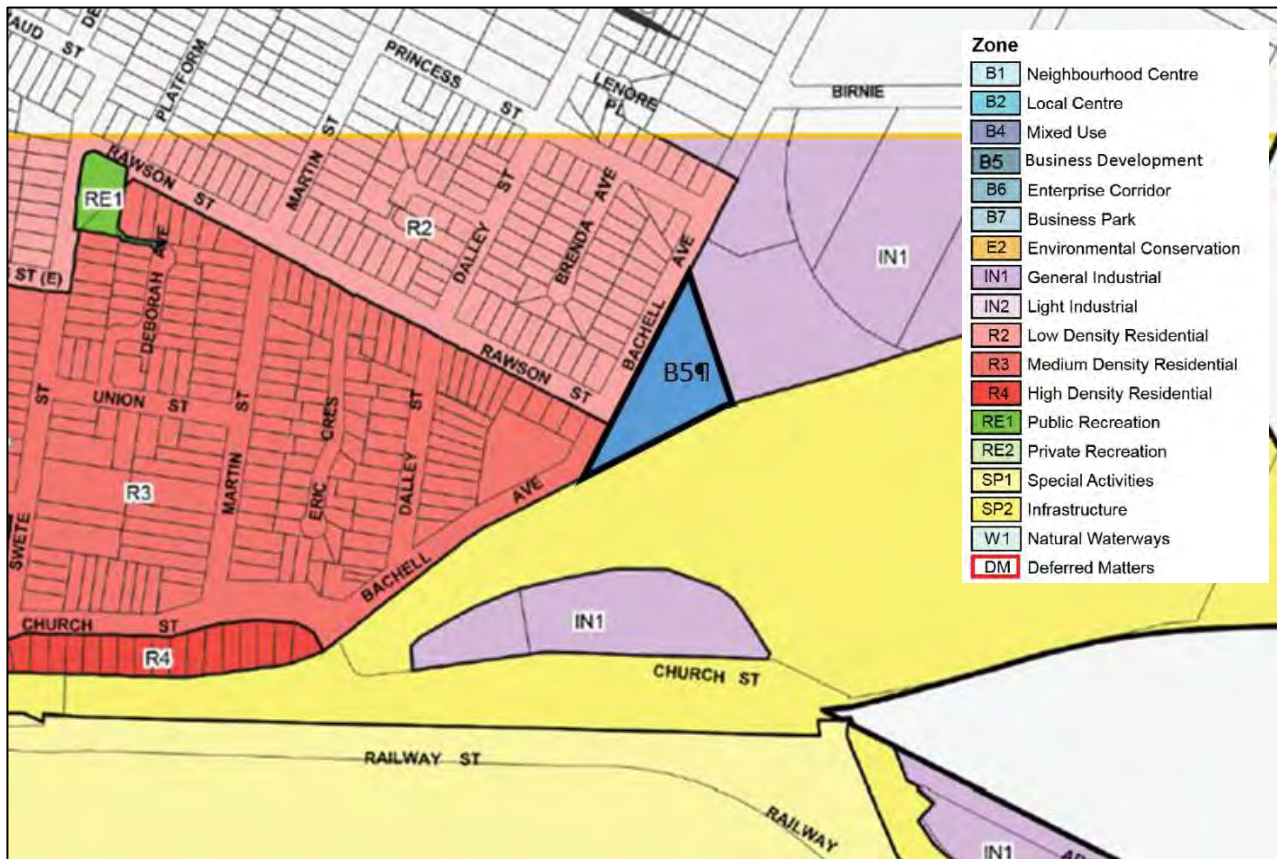 AUD ST
DE
PLATFORM
PRINCESS ST
LENORE PL
BIRNIE
RAWSON ST
MARTIN ST
RE1
R2
DALLEY ST
BRENDA AVE
BACHELL AVE
IN1
ST (E)
DEBORAH AVE
RAWSON ST
B5¶
UNION ST
ST
ST
CRES
ST
R3
MARTIN
ERIC
DALLEY
AVE
BACHELL
SWETE
CHURCH ST
R4
IN1
CHURCH ST
RAILWAY ST
RAILWAY
IN1
Zone
B1 Neighbourhood Centre
B2 Local Centre
B4 Mixed Use
B5 Business Development
B6 Enterprise Corridor
B7 Business Park
E2 Environmental Conservation
IN1 General Industrial
IN2 Light Industrial
R2 Low Density Residential
R3 Medium Density Residential
R4 High Density Residential
RE1 Public Recreation
RE2 Private Recreation
SP1 Special Activities
SP2 Infrastructure
W1 Natural Waterways
DM Deferred Matters